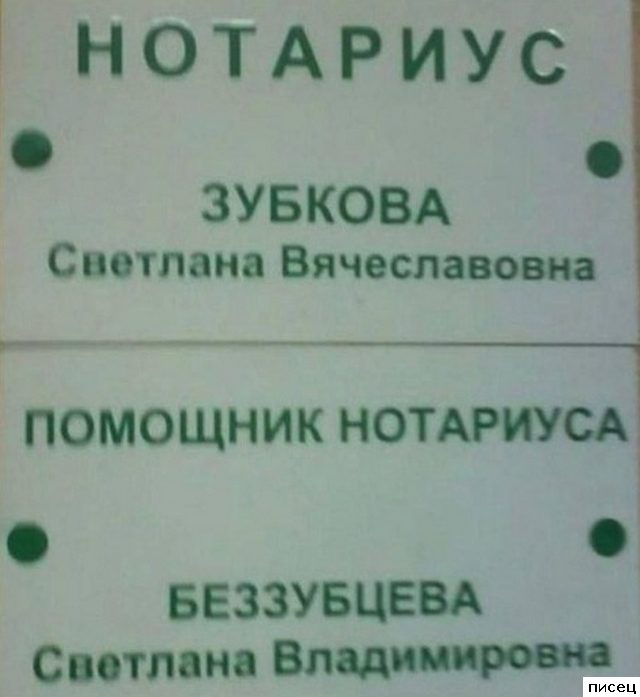 НОТАРИУС
ЗУБКОВА
Светлана Вячеславовна
ПОМОЩНИК НОТАРИУСА
БЕЗЗУБЦЕВА
Светлана Владимировна
писец